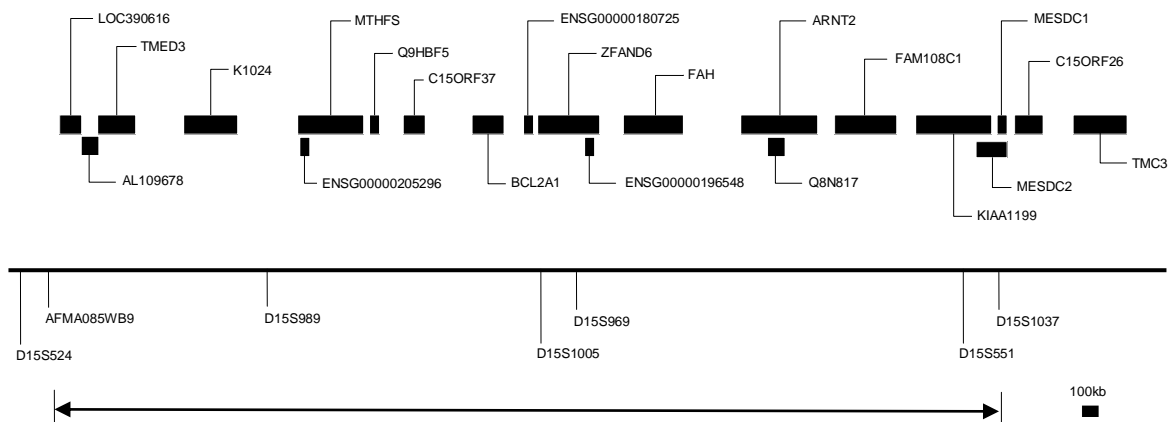 LOC390616
MTHFS
ENSG00000180725
ARNT2
MESDC1
TMED3
Q9HBF5
ZFAND6
FAM108C1
C15ORF26
K1024
C15ORF37
FAH
AL109678
ENSG00000205296
BCL2A1
ENSG00000196548
Q8N817
MESDC2
TMC3
KIAA1199
AFMA085WB9
D15S989
D15S969
D15S1037
D15S524
D15S1005
D15S551
100kb